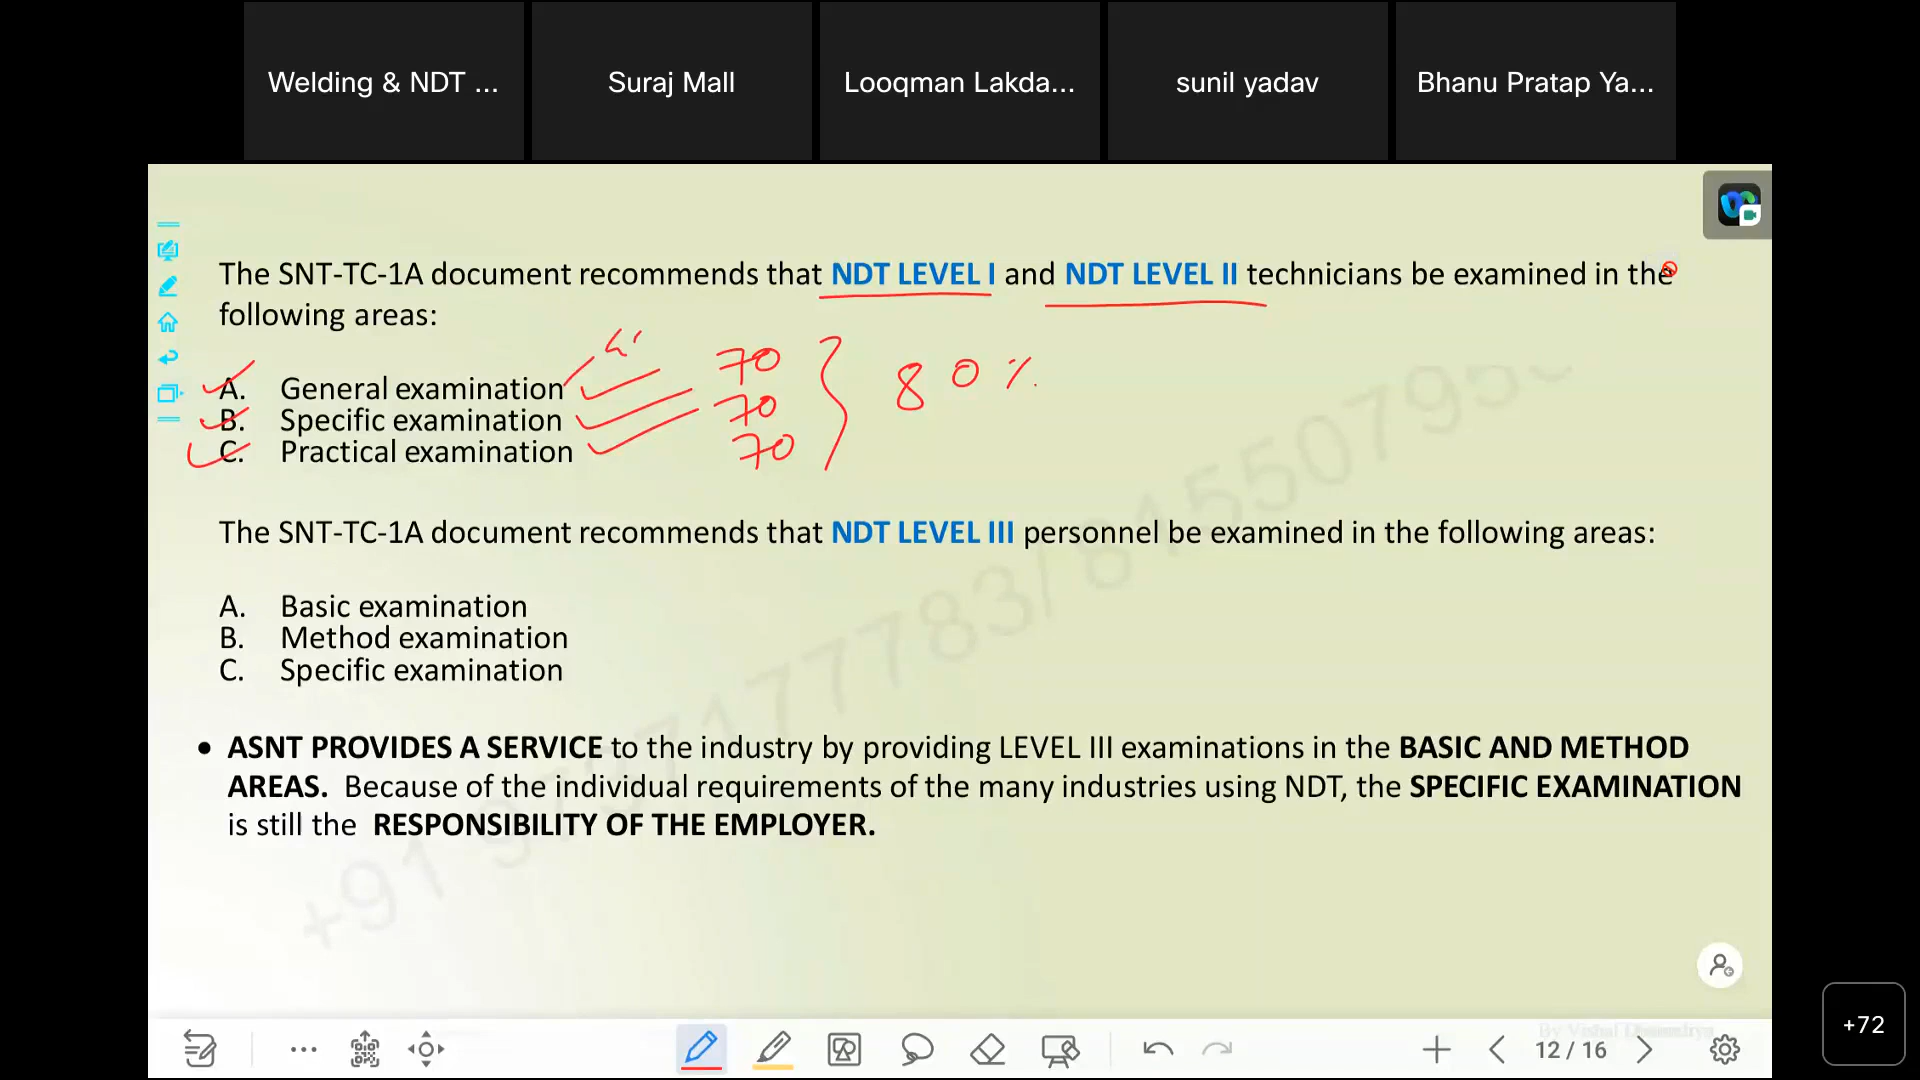 Welding & NDT ...
Suraj Mall
Looqman Lakda...
sunil yadav
Bhanu Pratap Ya...
The SNT-TC-1A document recommends that NDT LEVEL I and NDT LEVEL II technicians be examined in the
following areas:
A. General examination 70
B. Specific examination 70
C. Practical examination 70
80 %
The SNT-TC-1A document recommends that NDT LEVEL III personnel be examined in the following areas:
A. Basic examination
B. Method examination
C. Specific examination
• ASNT PROVIDES A SERVICE to the industry by providing LEVEL III examinations in the BASIC AND METHOD
AREAS. Because of the individual requirements of the many industries using NDT, the SPECIFIC EXAMINATION
is still the RESPONSIBILITY OF THE EMPLOYER.
12 / 16
+72